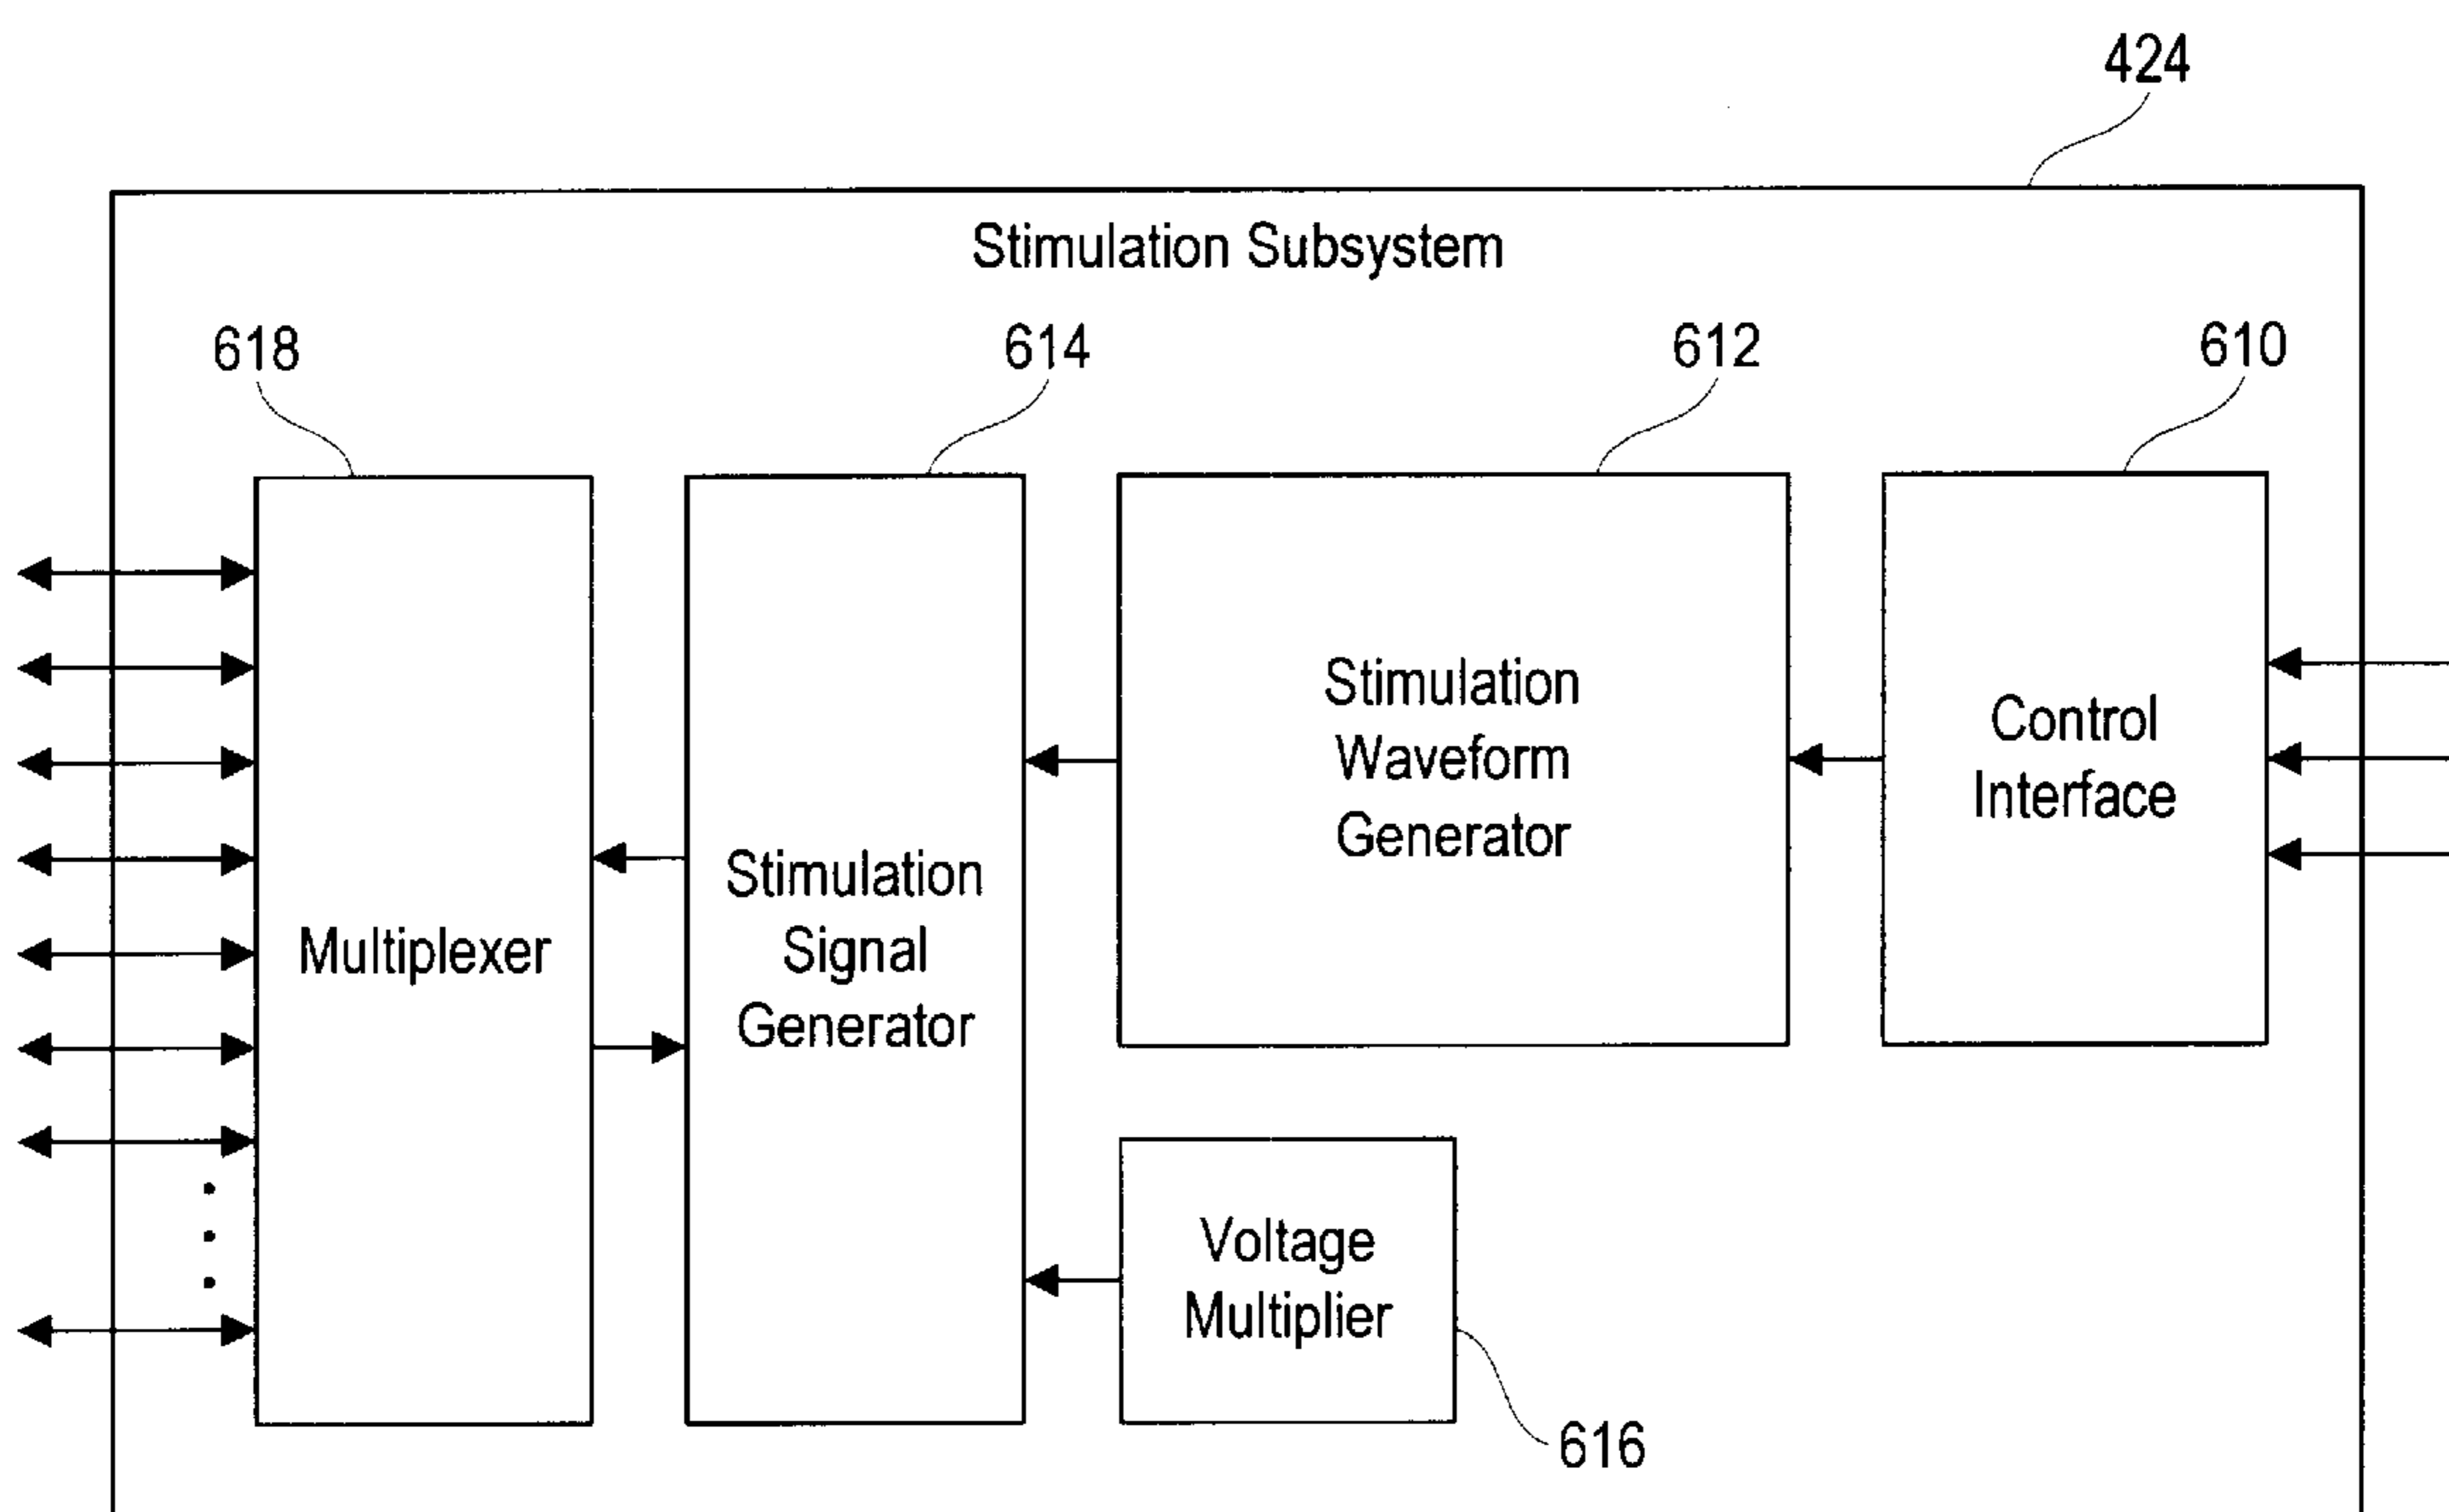 424
Stimulation Subsystem
618
614
612
610
Multiplexer
Stimulation
Signal
Generator
Stimulation
Waveform
Generator
Control
Interface
Voltage
Multiplier
616